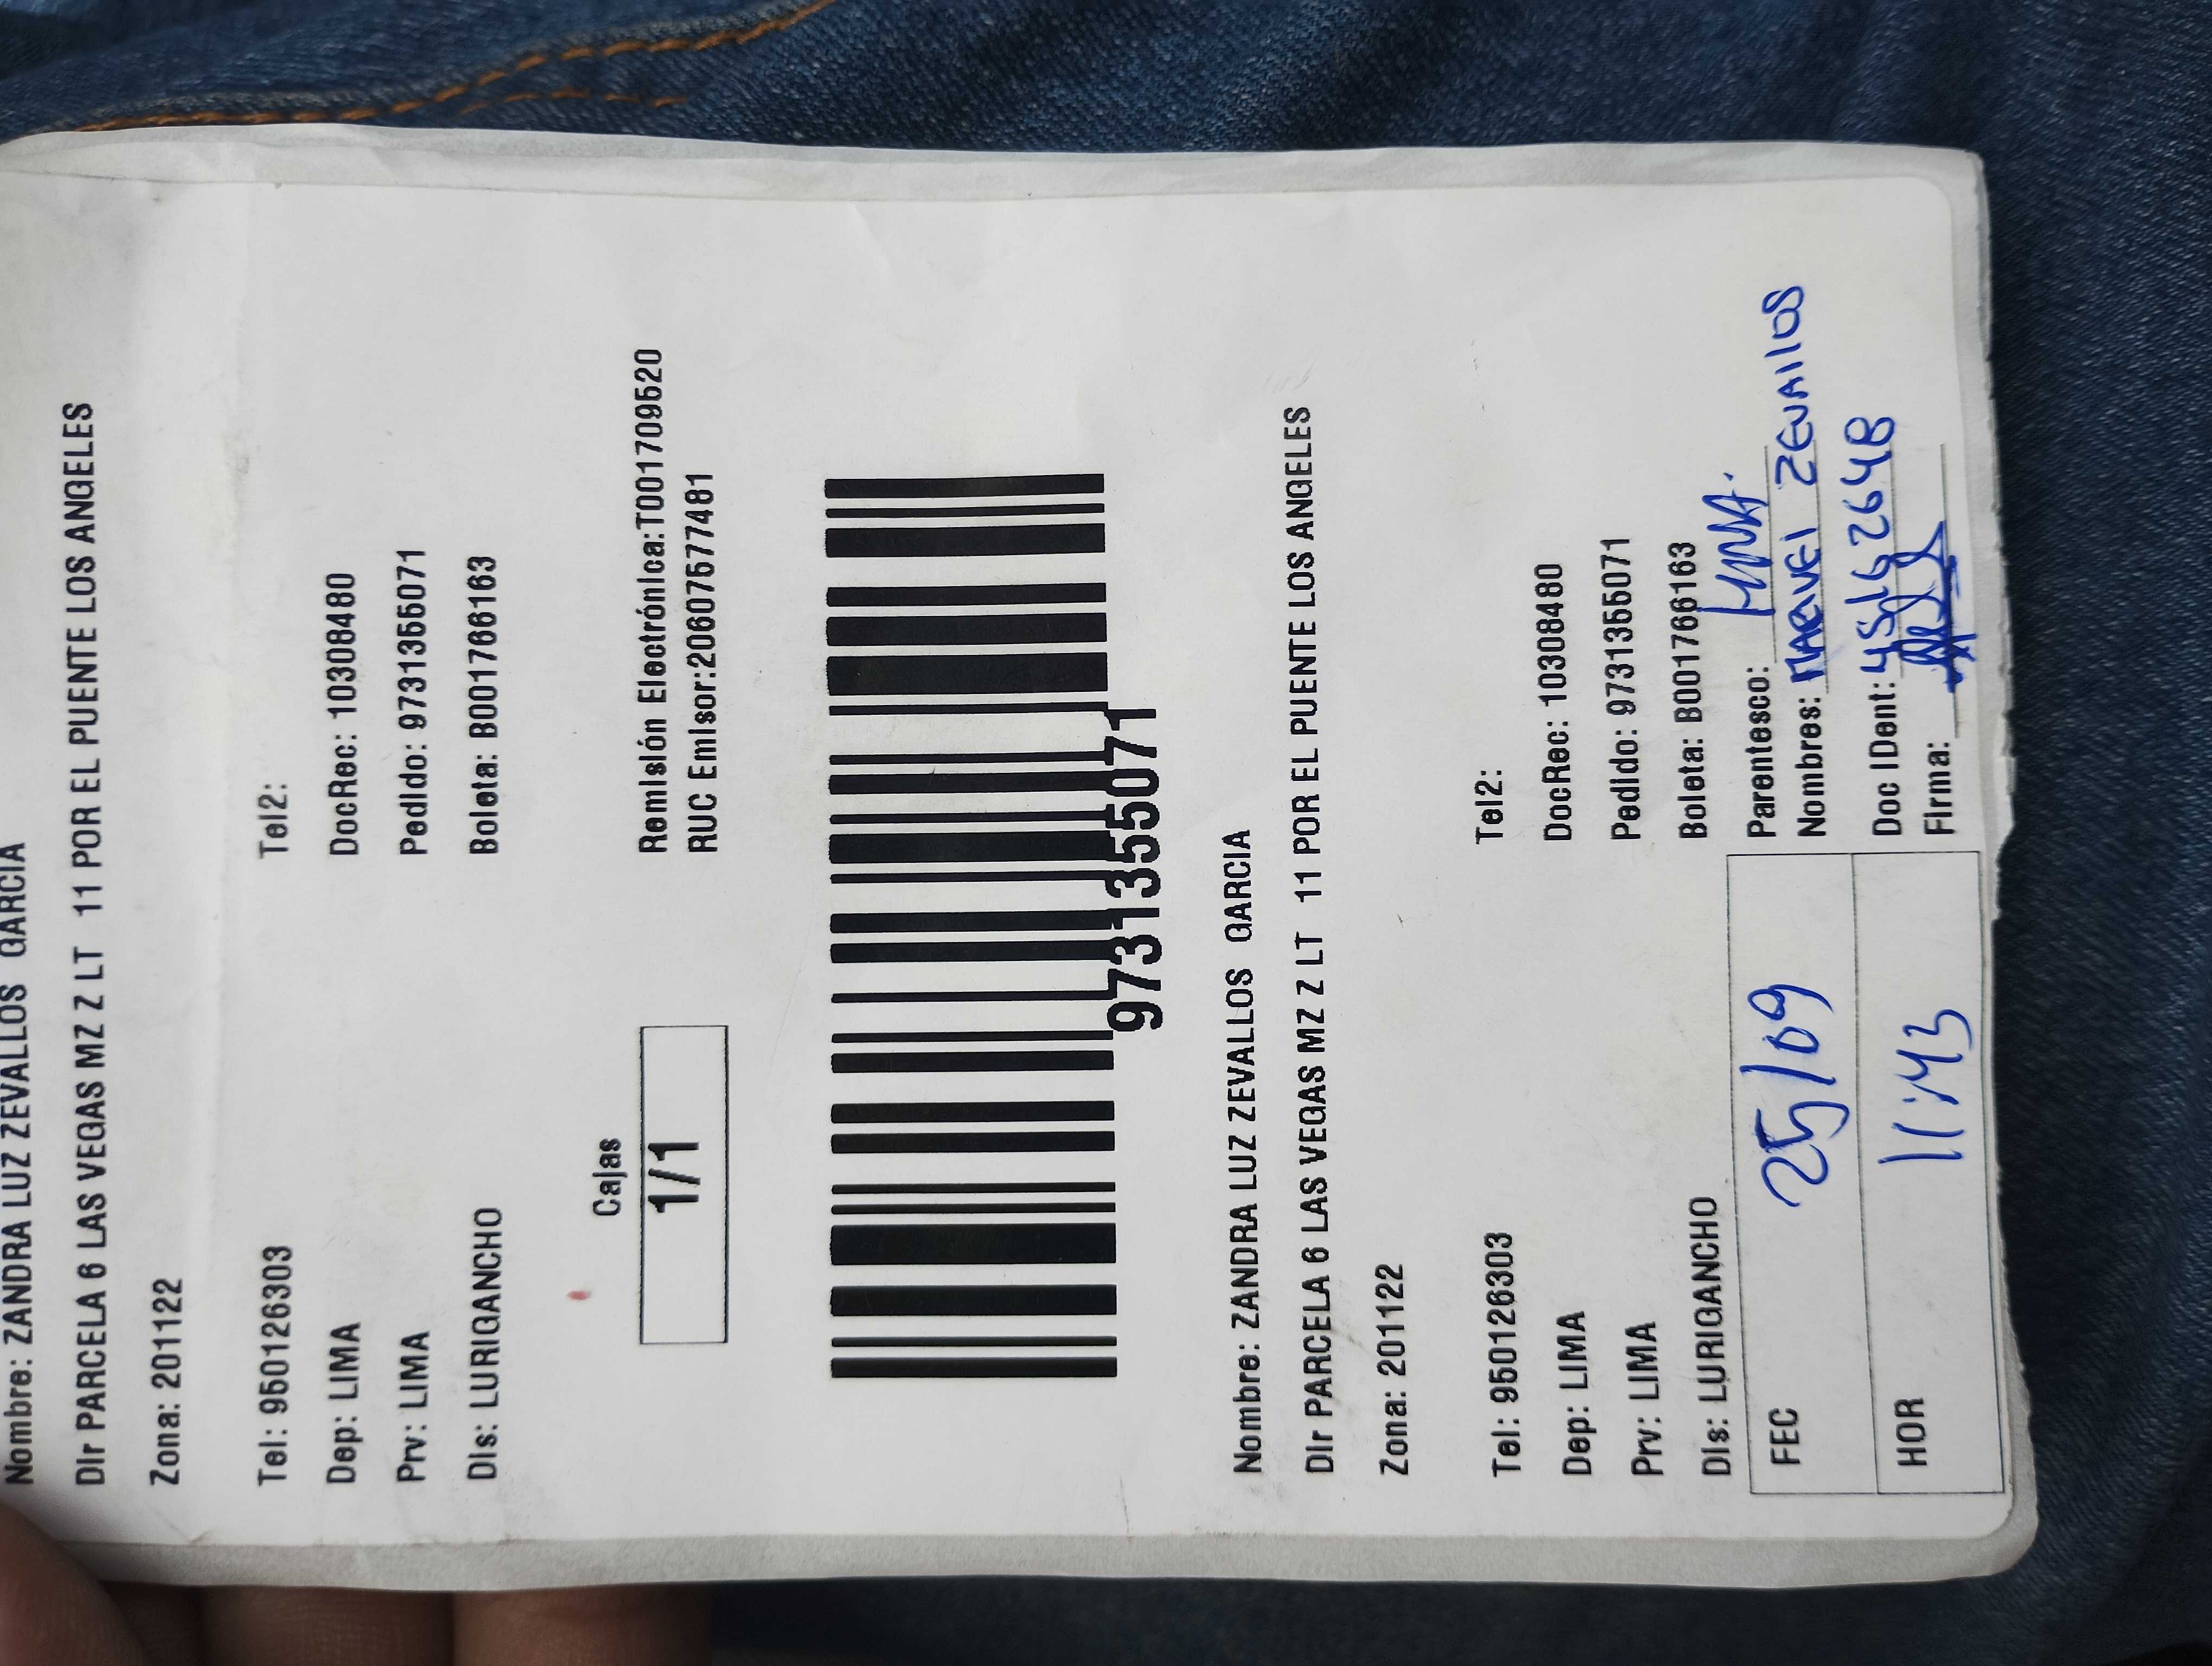 Nombre: ZANDRA LUZ ZEVALLOS GARCIA
Dir PARCELA 6 LAS VEGAS MZ Z LT 11 POR EL PUENTE LOS ANGELES
Zona: 201122
Tel: 950126303 Tel2:
Dep: LIMA DocRec: 10308480
Prv: LIMA Pedido: 9731355071
Dis: LURIGANCHO Boleta: B001766163
Cajas
1/1
Remisión Electrónica:T001709520
RUC Emisor:20607577481
9731355071
Nombre: ZANDRA LUZ ZEVALLOS GARCIA
Dir PARCELA 6 LAS VEGAS MZ Z LT 11 POR EL PUENTE LOS ANGELES
Zona: 201122
Tel: 950126303 Tel2:
Dep: LIMA DocRec: 10308480
Prv: LIMA Pedido: 9731355071
Dis: LURIGANCHO Boleta: B001766163
FEC 25/09
HOR 11:43
Parentesco:
Nombres: ZEVAllOS
Doc IDent:
Firma: